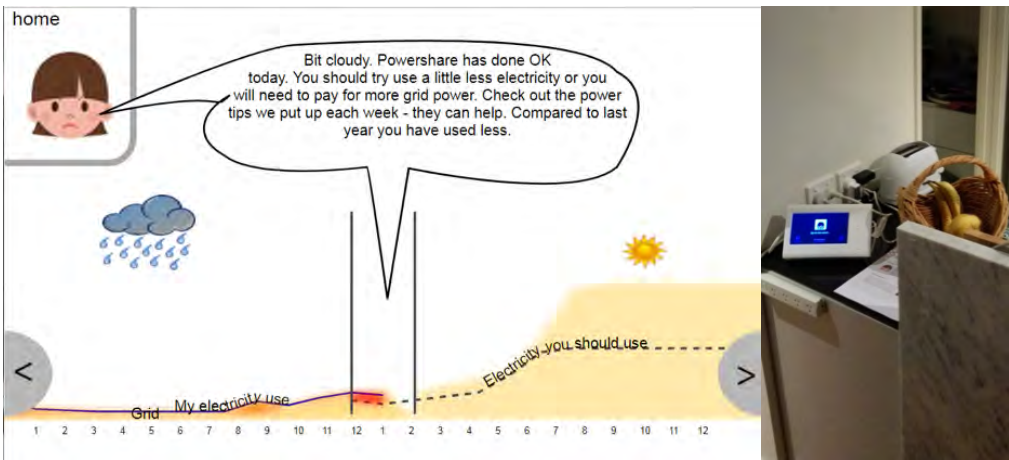 home
Bit cloudy. Powershare has done OK
today. You should try use a little less electricity or you
will need to pay for more grid power. Check out the power
tips we put up each week - they can help. Compared to last
year you have used less.
<
>
Electricity you should use
My electricity use
Grid
1 2 3 4 5 6 7 8 9 10 11 12 1 2 3 4 5 6 7 8 9 10 11 12